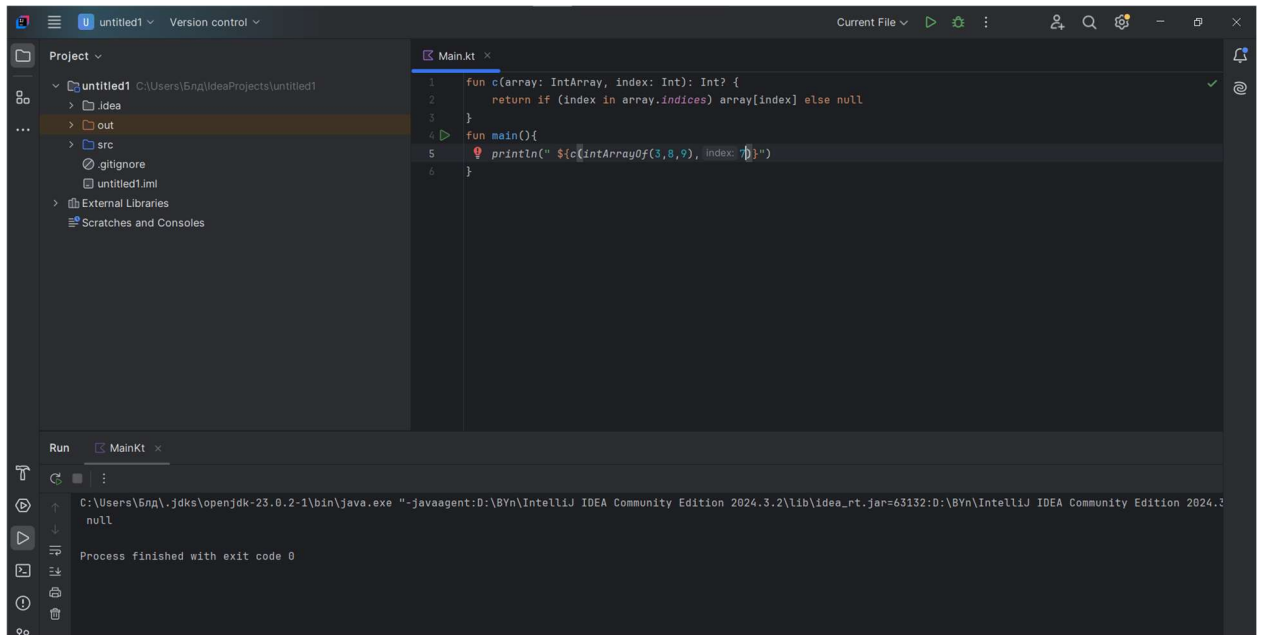 U untitled1 Version control Current File
Project
Main.kt
untitled1 C:\Users\Блд\IdeaProjects\untitled1
.idea
out
src
.gitignore
untitled1.iml
External Libraries
Scratches and Consoles
1 fun c(array: IntArray, index: Int): Int? {
2 return if (index in array.indices) array[index] else null
3 }
4 fun main(){
5 println(" ${c(intArrayOf(3,8,9), index: 7)}")
6 }
Run MainKt
C:\Users\Блд\.jdks\openjdk-23.0.2-1\bin\java.exe "-javaagent:D:\BYn\IntelliJ IDEA Community Edition 2024.3.2\lib\idea_rt.jar=63132:D:\BYn\IntelliJ IDEA Community Edition 2024.3
null
Process finished with exit code 0